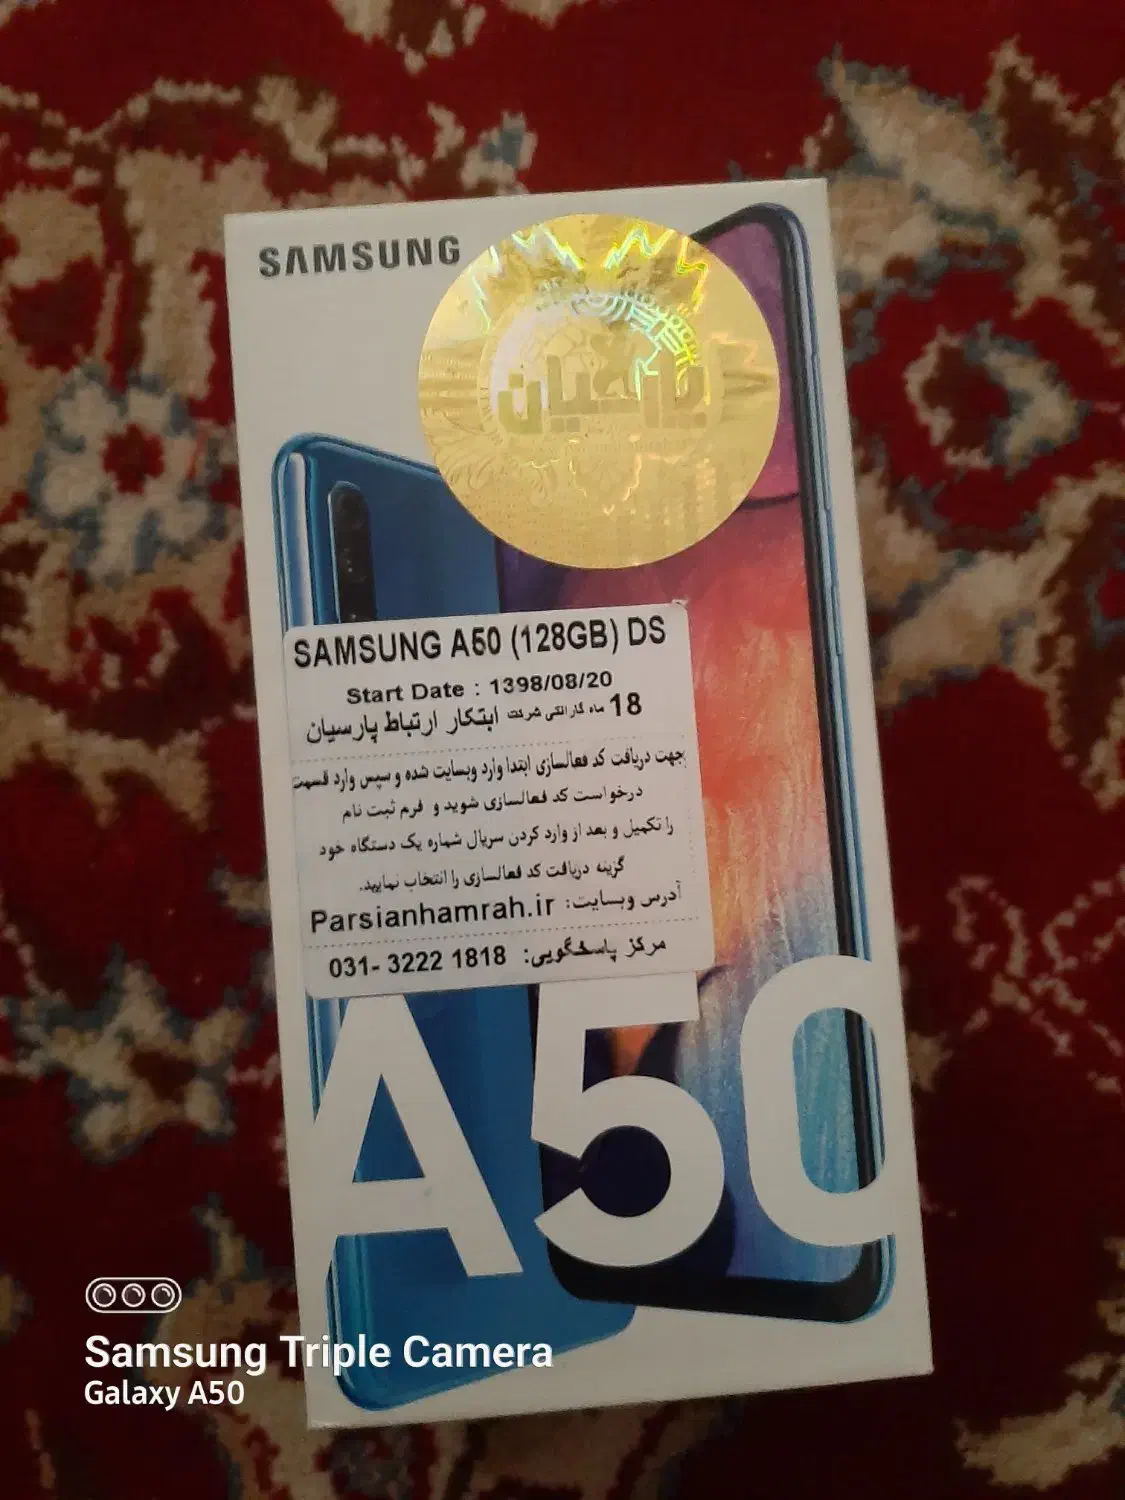 SAMSUNG
پارسیان
SAMSUNG A50 (128GB) DS
Start Date : 1398/08/20
18 ماه گارانتی شرکت ابتکار ارتباط پارسیان
جهت دریافت کد فعالسازی ابتدا وارد وبسایت شده و سپس وارد قسمت
درخواست کد فعالسازی شوید و فرم ثبت نام
را تکمیل و بعد از وارد کردن سریال شماره یک دستگاه خود
گزینه دریافت کد فعالسازی را انتخاب نمایید.
آدرس وبسایت: Parsianhamrah.ir
مرکز پاسخگویی: 031- 3222 1818
A50
Samsung Triple Camera
Galaxy A50